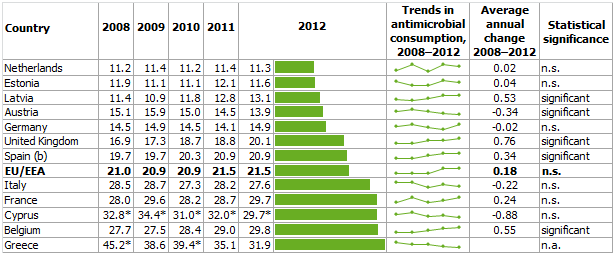 Country 2008 2009 2010 2011 2012 Trends in antimicrobial consumption, 2008–2012 Average annual change 2008–2012 Statistical significance
Netherlands 11.2 11.4 11.2 11.4 11.3 0.02 n.s.
Estonia 11.9 11.1 11.1 12.1 11.6 0.04 n.s.
Latvia 11.4 10.9 11.8 12.8 13.1 0.53 significant
Austria 15.1 15.9 15.0 14.5 13.9 -0.34 significant
Germany 14.5 14.9 14.5 14.1 14.9 -0.02 n.s.
United Kingdom 16.9 17.3 18.7 18.8 20.1 0.76 significant
Spain (b) 19.7 19.7 20.3 20.9 20.9 0.34 significant
EU/EEA 21.0 20.9 20.9 21.5 21.5 0.18 n.s.
Italy 28.5 28.7 27.3 28.2 27.6 -0.22 n.s.
France 28.0 29.6 28.2 28.7 29.7 0.24 n.s.
Cyprus 32.8* 34.4* 31.0* 32.0* 29.7* -0.88 n.s.
Belgium 27.7 27.5 28.4 29.0 29.8 0.55 significant
Greece 45.2* 38.6 39.4* 35.1 31.9 n.a.